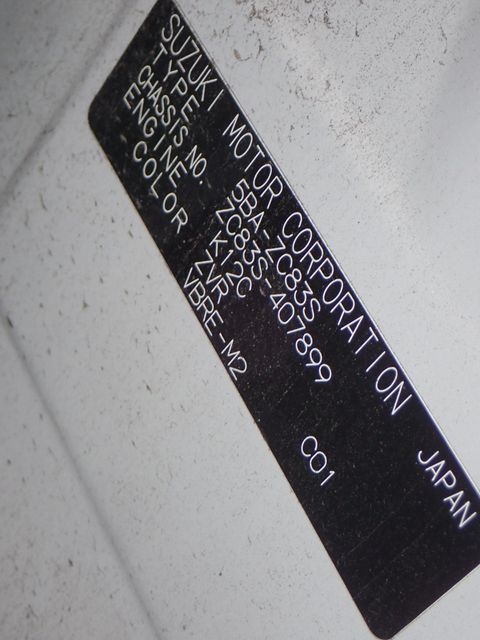 SUZUKI MOTOR CORPORATION JAPAN
TYPE 5BA-ZC83S
CHASSIS NO. ZC83S-407899
ENGINE K12C C01
COLOR ZVR
VBRE-M2